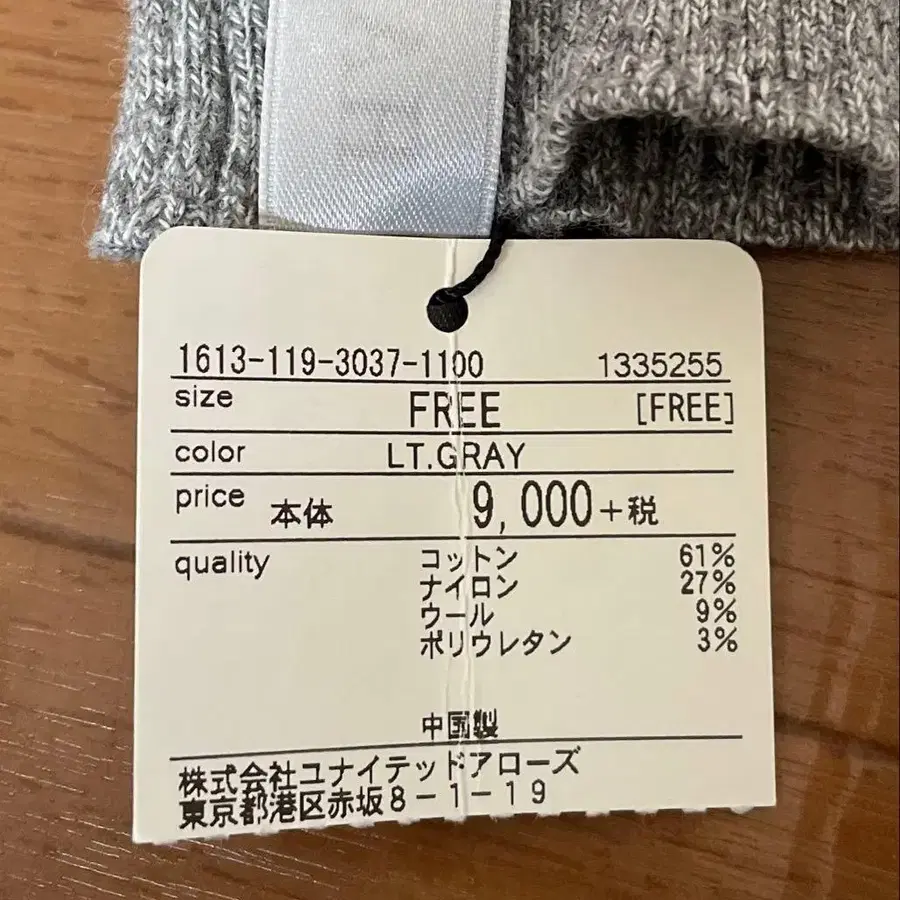 1613-119-3037-1100 1335255
size FREE [FREE]
color LT.GRAY
price 本体 9,000+税
quality コットン 61%
ナイロン 27%
ウール 9%
ポリウレタン 3%
中国製
株式会社ユナイテッドアローズ
東京都港区赤坂8-1-19